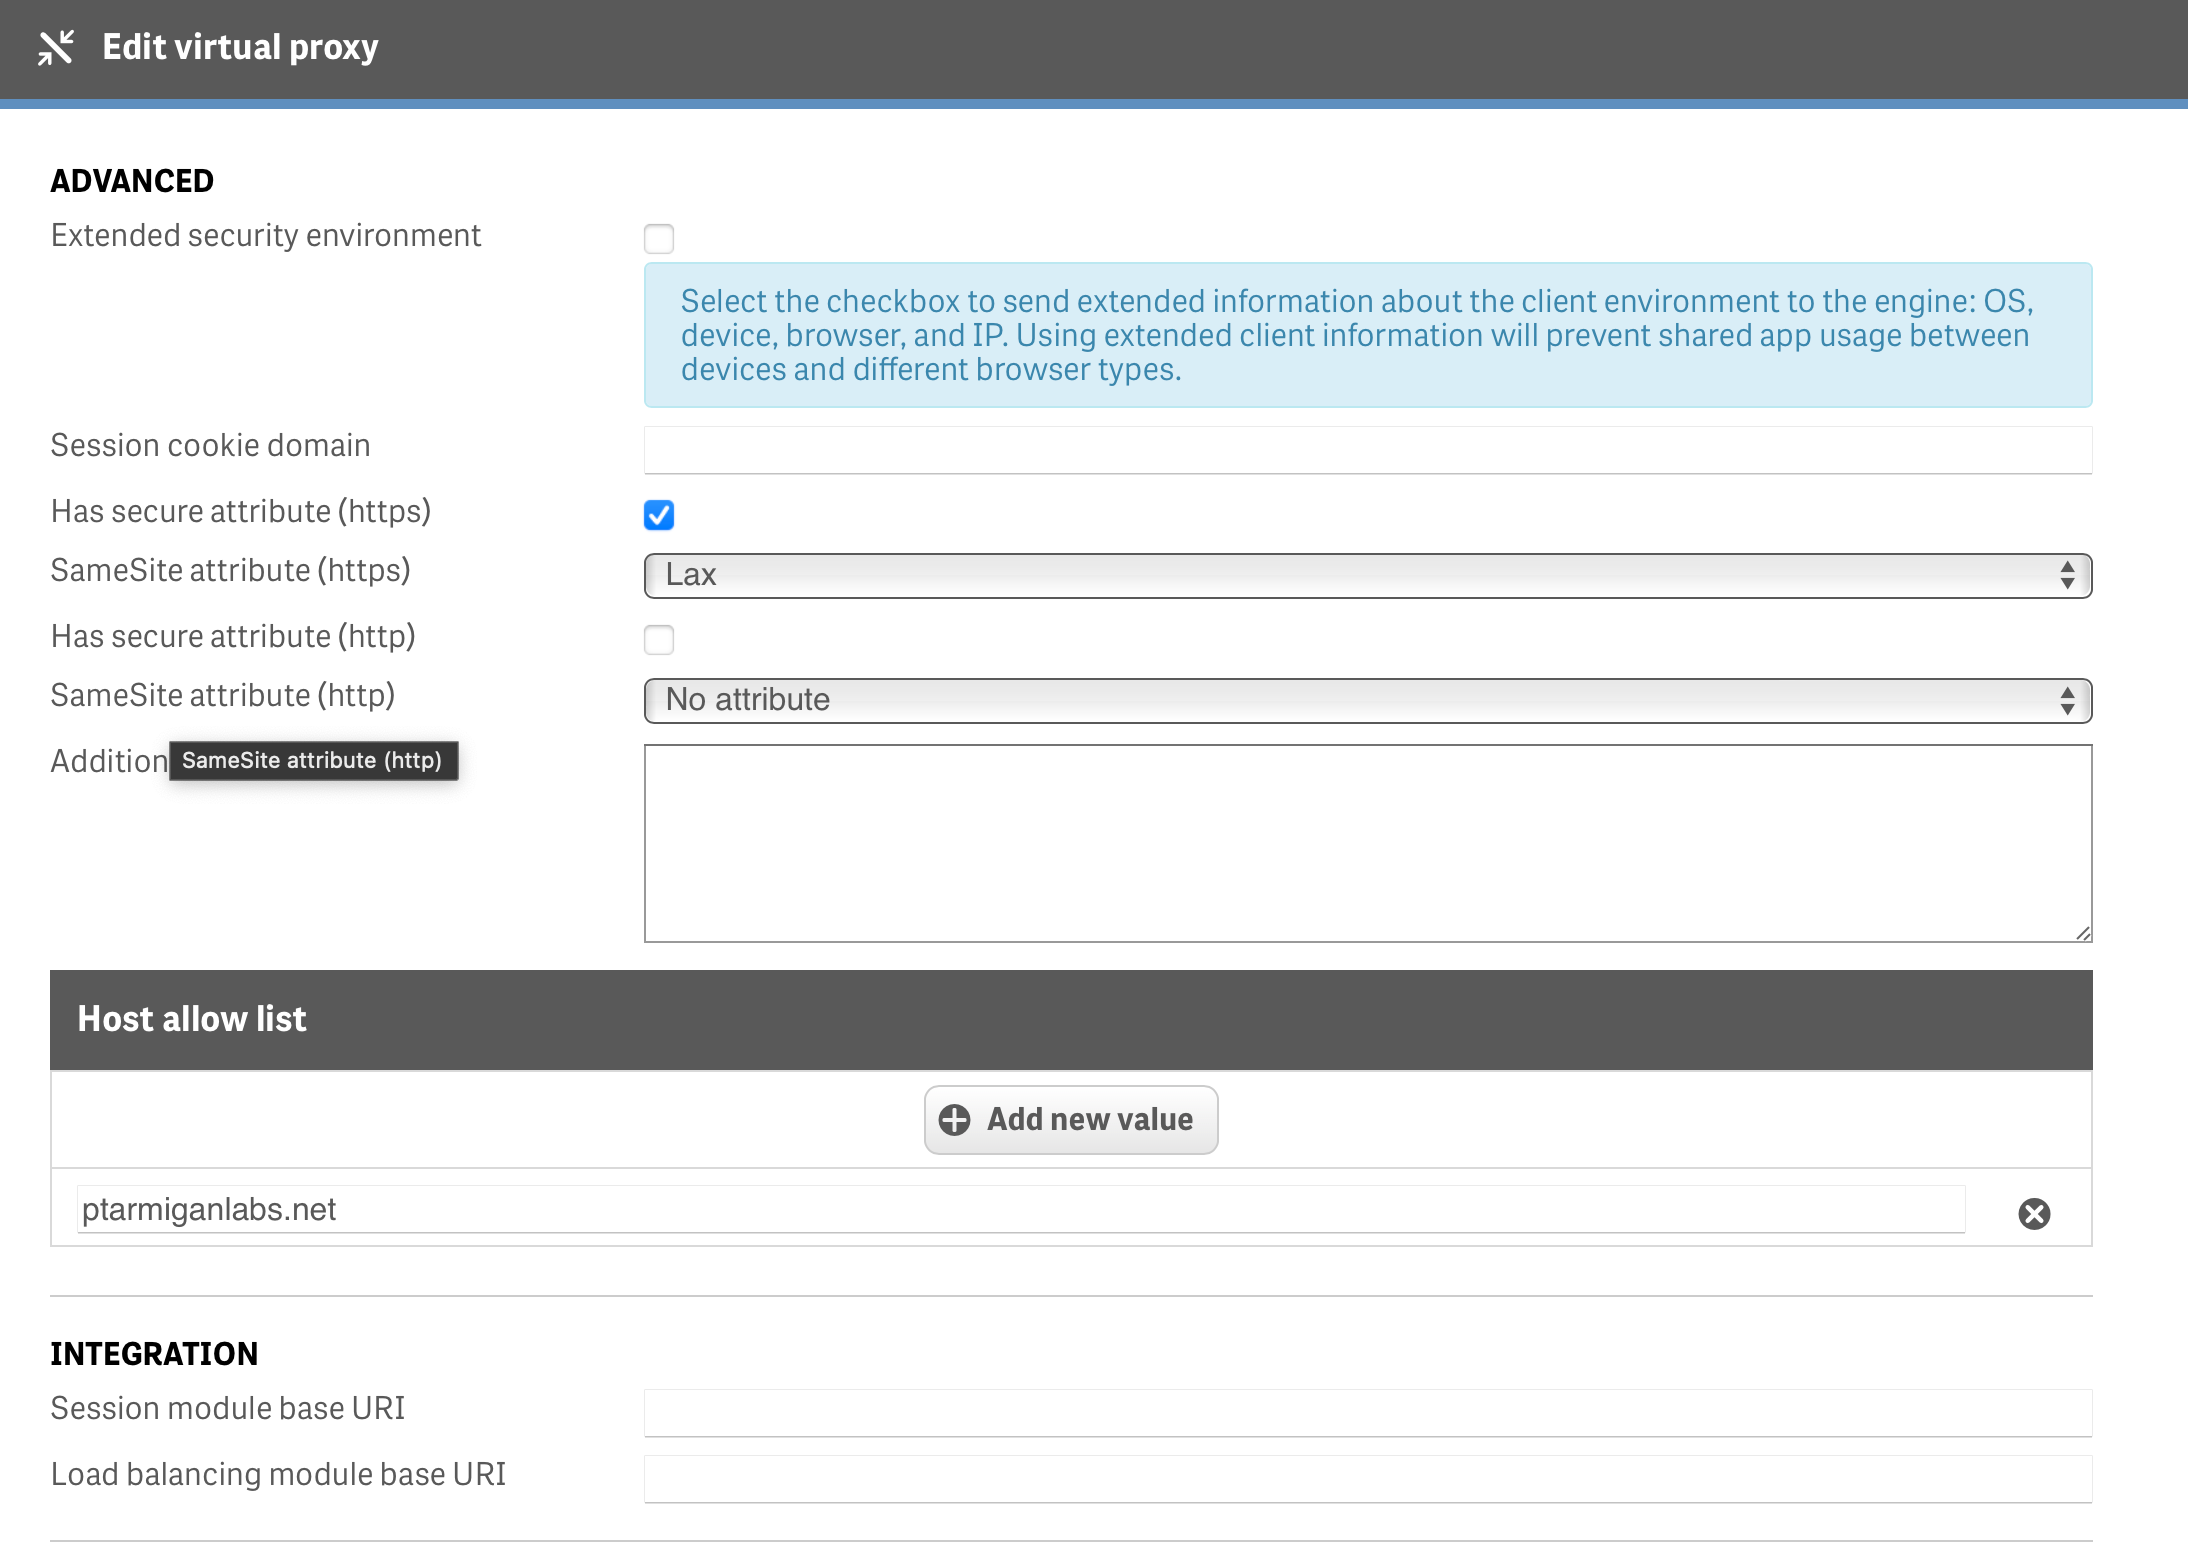 Edit virtual proxy
ADVANCED
Extended security environment
Select the checkbox to send extended information about the client environment to the engine: OS,
device, browser, and IP. Using extended client information will prevent shared app usage between
devices and different browser types.
Session cookie domain
Has secure attribute (https)
SameSite attribute (https)
Lax
Has secure attribute (http)
SameSite attribute (http)
No attribute
Addition
SameSite attribute (http)
Host allow list
Add new value
ptarmiganlabs.net
INTEGRATION
Session module base URI
Load balancing module base URI